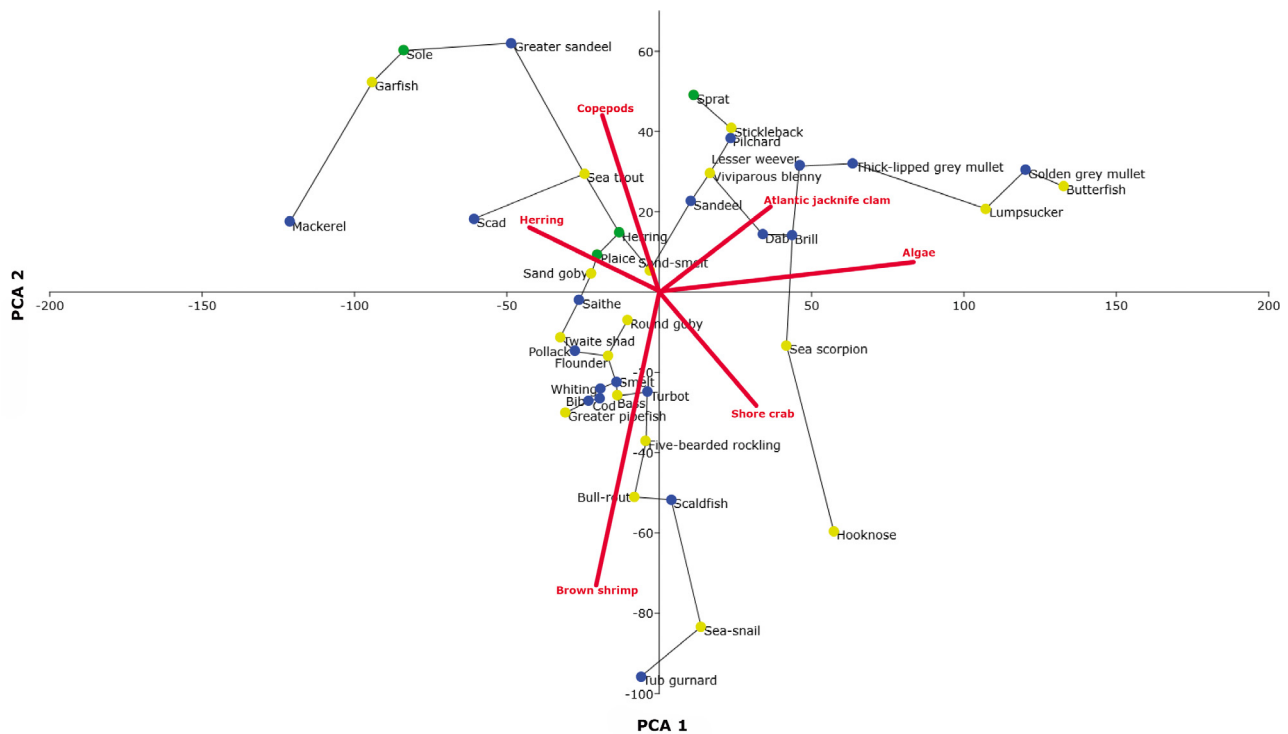 60
Greater sandeel
Sole
Garfish
Copepods
Sprat
40
Stickleback
Pilchard
Lesser weever
Viviparous blenny
Thick-lipped grey mullet
Golden grey mullet
Butterfish
Sea trout
Sandeel
Atlantic jacknife clam
Lumpsucker
20
Mackerel
Scad
Herring
Herring
Dab
Brill
Algae
Plaice
Sand-smelt
Sand goby
PCA 2
-200
-150
-100
-50
50
100
150
200
Saithe
Round goby
Twaite shad
Pollack
Flounder
Sea scorpion
-20
Smelt
Whiting
Turbot
Bib
Cod
Bass
Greater pipefish
Shore crab
-40
Five-bearded rockling
Bull-rout
Scaldfish
-60
Hooknose
Brown shrimp
-80
Sea-snail
Tub gurnard
-100
PCA 1